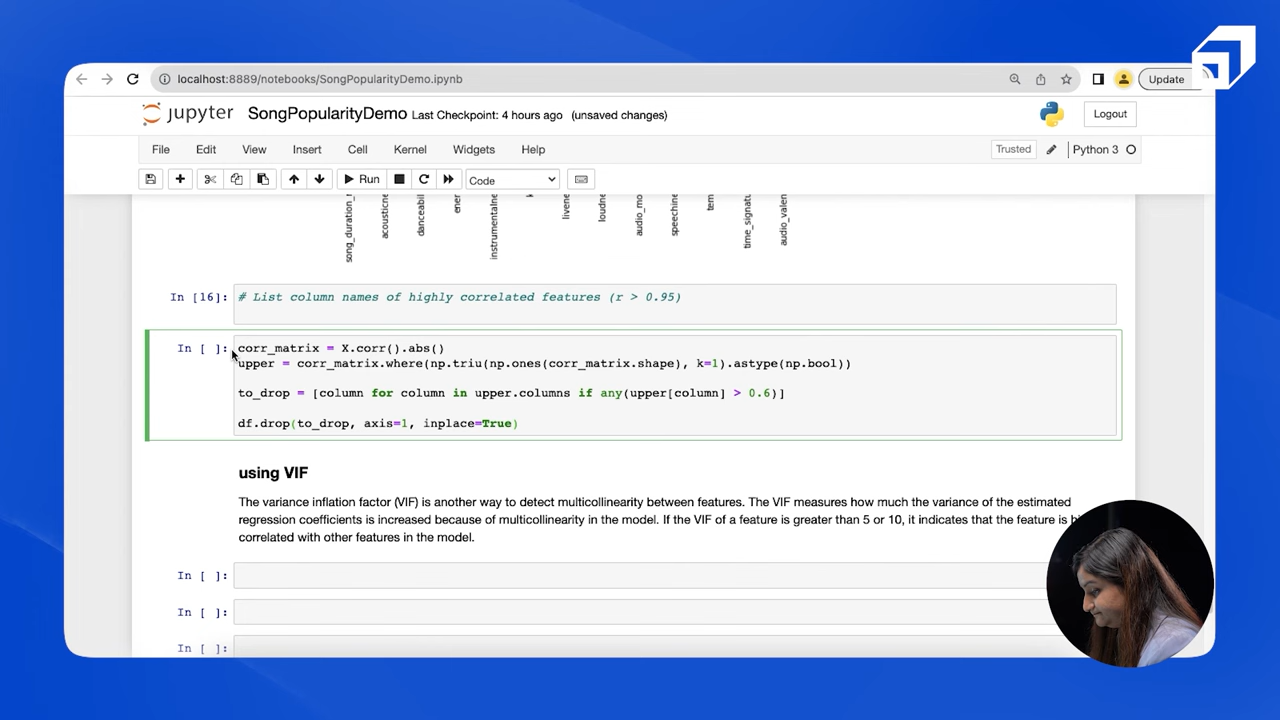 localhost:8889/notebooks/SongPopularityDemo.ipynb
Update
jupyter SongPopularityDemo Last Checkpoint: 4 hours ago (unsaved changes)
Logout
File Edit View Insert Cell Kernel Widgets Help
Trusted Python 3
Run Code
song_duration_
acousticne
danceabil
ener
instrumentalne
livene
loudne
audio_mo
speechine
tem
time_signatu
audio_valen
In [16]: # List column names of highly correlated features (r > 0.95)
In [ ]: corr_matrix = X.corr().abs()
upper = corr_matrix.where(np.triu(np.ones(corr_matrix.shape), k=1).astype(np.bool))
to_drop = [column for column in upper.columns if any(upper[column] > 0.6)]
df.drop(to_drop, axis=1, inplace=True)
using VIF
The variance inflation factor (VIF) is another way to detect multicollinearity between features. The VIF measures how much the variance of the estimated
regression coefficients is increased because of multicollinearity in the model. If the VIF of a feature is greater than 5 or 10, it indicates that the feature is
correlated with other features in the model.
In [ ]:
In [ ]:
In [ ]: